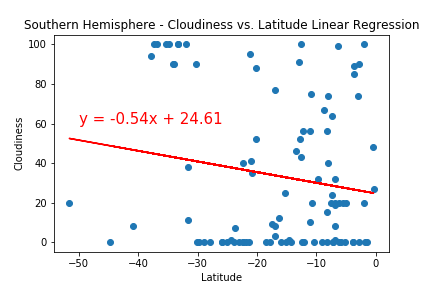 Southern Hemisphere - Cloudiness vs. Latitude Linear Regression
100
80
60
40
20
0
Cloudiness
y = -0.54x + 24.61
−50 −40 −30 −20 −10 0
Latitude